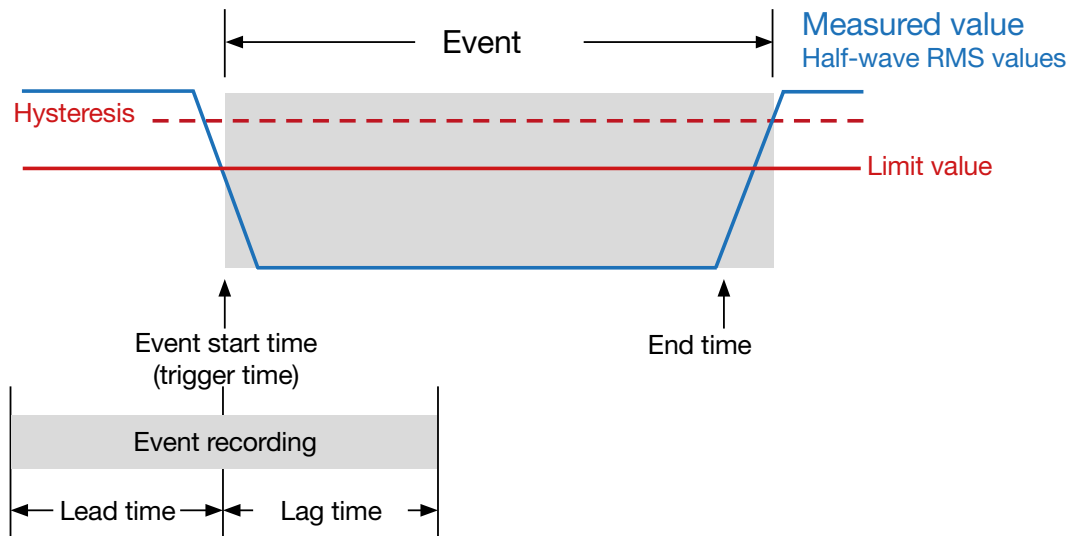 Event
Measured value
Half-wave RMS values
Hysteresis
Limit value
Event start time
(trigger time)
End time
Event recording
Lead time
Lag time